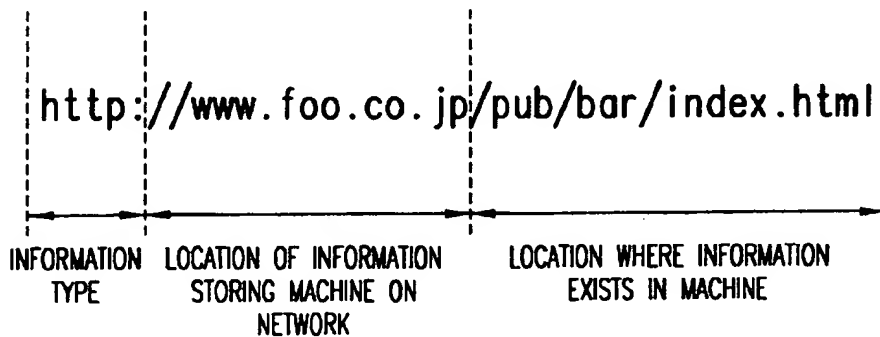 http://www.foo.co.jp/pub/bar/index.html
INFORMATION TYPE
LOCATION OF INFORMATION STORING MACHINE ON NETWORK
LOCATION WHERE INFORMATION EXISTS IN MACHINE